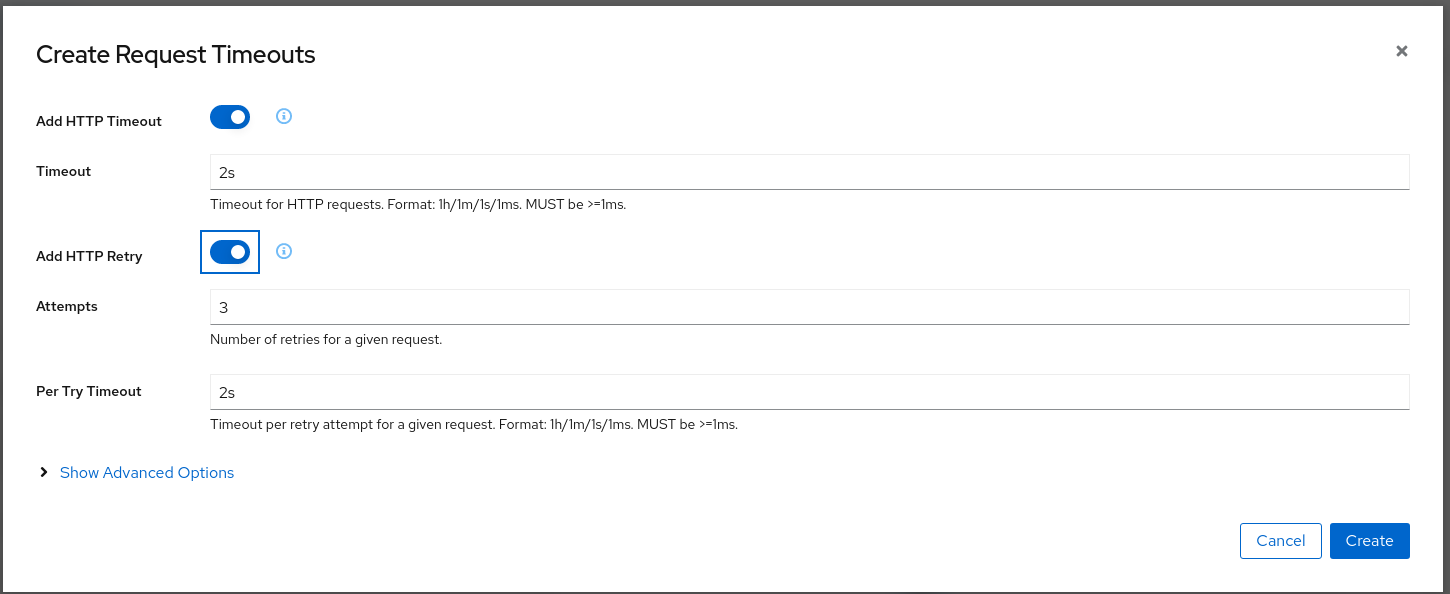 Create Request Timeouts
Add HTTP Timeout
Timeout
2s
Timeout for HTTP requests. Format: 1h/1m/1s/1ms. MUST be >=1ms.
Add HTTP Retry
Attempts
3
Number of retries for a given request.
Per Try Timeout
2s
Timeout per retry attempt for a given request. Format: 1h/1m/1s/1ms. MUST be >=1ms.
Show Advanced Options
Cancel
Create